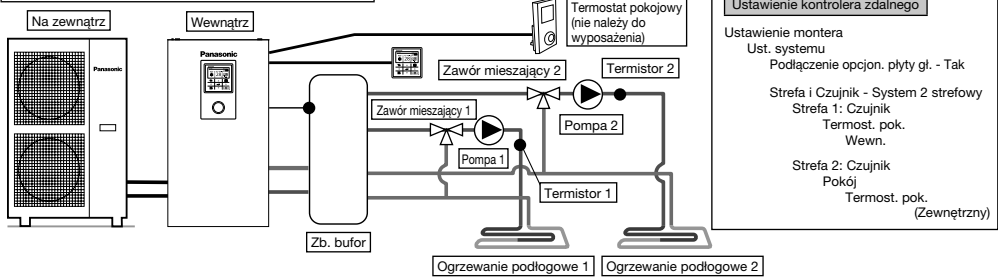 Na zewnątrz
Wewnątrz
Termostat pokojowy
(nie należy do
wyposażenia)
Panasonic
Panasonic
Zawór mieszający 2
Termistor 2
Zawór mieszający 1
Pompa 2
Pompa 1
Termistor 1
Zb. bufor
Ogrzewanie podłogowe 1
Ogrzewanie podłogowe 2
Ustawienie kontrolera zdalnego
Ustawienie montera
Ust. systemu
Podłączenie opcjon. płyty gł. - Tak
Strefa i Czujnik - System 2 strefowy
Strefa 1: Czujnik
Termost. pok.
Wewn.
Strefa 2: Czujnik
Pokój
Termost. pok.
(Zewnętrzny)